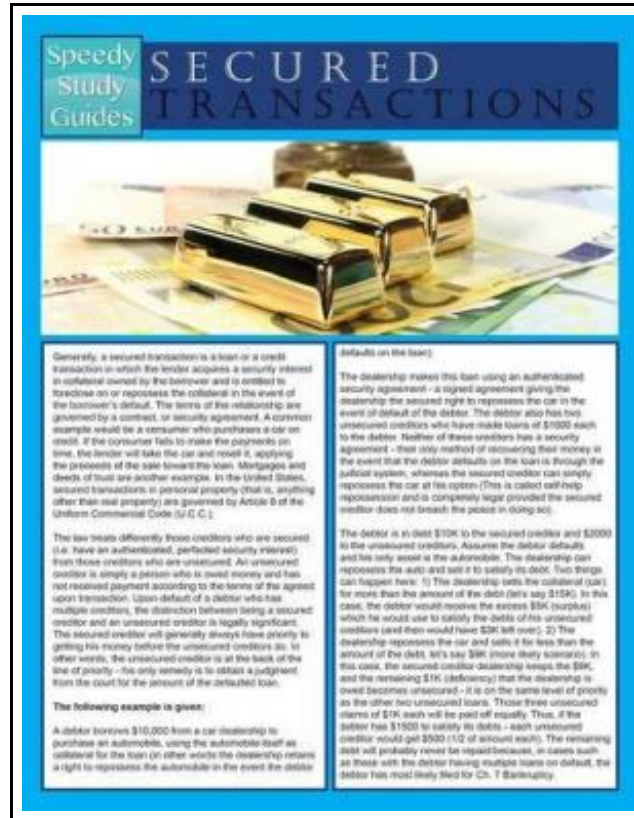 Speedy
Study
Guides
SECURED
TRANSACTIONS
Generally, a secured transaction is a loan or a credit
transaction in which the lender acquires a security interest
in collateral owned by the borrower and is entitled to
foreclose on or repossess the collateral in the event of
the borrower's default. The terms of the relationship are
governed by a contract, or security agreement. A common
example would be a consumer who purchases a car on
credit. If the consumer fails to make the payments on
time, the lender will take the car and resell it, applying
the proceeds of the sale toward the loan. Mortgages and
deeds of trust are another example. In the United States,
secured transactions in personal property (that is, anything
other than real property) are governed by Article 9 of the
Uniform Commercial Code (U.C.C.)
The law treats differently those creditors who are secured
(i.e. have an authenticated, perfected security interest)
from those creditors who are unsecured. An unsecured
creditor is simply a person who is owed money and has
not received payment according to the terms of the agreed
upon transaction. Upon default of a debtor who has
multiple creditors, the distinction between being a secured
creditor and an unsecured creditor is legally significant.
The secured creditor will generally always have priority to
getting his money before the unsecured creditors do. In
other words, the unsecured creditor is at the back of the
line of priority - his only remedy is to obtain a judgment
from the court for the amount of the defaulted loan.
The following example is given:
A debtor borrows $10,000 from a car dealership to
purchase an automobile, using the automobile itself as
collateral for the loan (in other words the dealership retains
a right to repossess the automobile in the event the debtor
defaults on the loan).
The dealership makes this loan using an authenticated
security agreement - a signed agreement giving the
dealership the secured right to repossess the car in the
event of default of the debtor. The debtor also has two
unsecured creditors who have made loans of $1000 each
to the debtor. Neither of these creditors has a security
agreement - their only method of recovering their money in
the event that the debtor defaults on the loan is through the
judicial system, whereas the secured creditor can simply
repossess the car at his option (This is called self-help
repossession and is completely legal provided the secured
creditor does not breach the peace in doing so).
The debtor is in debt $10K to the secured creditor and $2000
to the unsecured creditors. Assume the debtor defaults
and his only asset is the automobile. The dealership can
repossess the auto and sell it to satisfy its debt. Two things
can happen here: 1) The dealership sells the collateral (car)
for more than the amount of the debt (let's say $15K). In this
case, the debtor would receive the excess $5K (surplus)
which he would use to satisfy the debts of his unsecured
creditors (and then would have $3K left over). 2) The
dealership repossess the car and sells it for less than the
amount of the debt, let's say $9K (more likely scenario). In
this case, the secured creditor dealership keeps the $9K,
and the remaining $1K (deficiency) that the dealership is
owed becomes unsecured - it is on the same level of priority
as the other two unsecured loans. Those three unsecured
claims of $1K each will be paid off equally. Thus, if the
debtor has $1500 to satisfy its debts - each unsecured
creditor would get $500 (1/2 of amount each). The remaining
debt will probably never be repaid because, in cases such
as those with the debtor having multiple loans on default, the
debtor has most likely filed for Ch. 7 Bankruptcy.